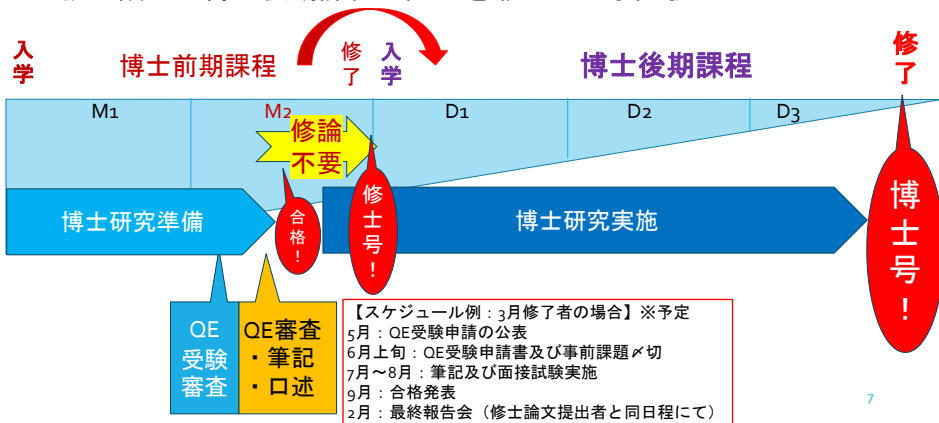 入学
博士前期課程
修了
入学
博士後期課程
修了
M1
M2
D1
D2
D3
修論
不要
博士研究準備
合格!
修士号!
博士研究実施
博士号!
QE
受験
審査
QE審査
・筆記
・口述
【スケジュール例:3月修了者の場合】※予定
5月:QE受験申請の公表
6月上旬:QE受験申請書及び事前課題〆切
7月~8月:筆記及び面接試験実施
9月:合格発表
2月:最終報告会(修士論文提出者と同日程にて)
7